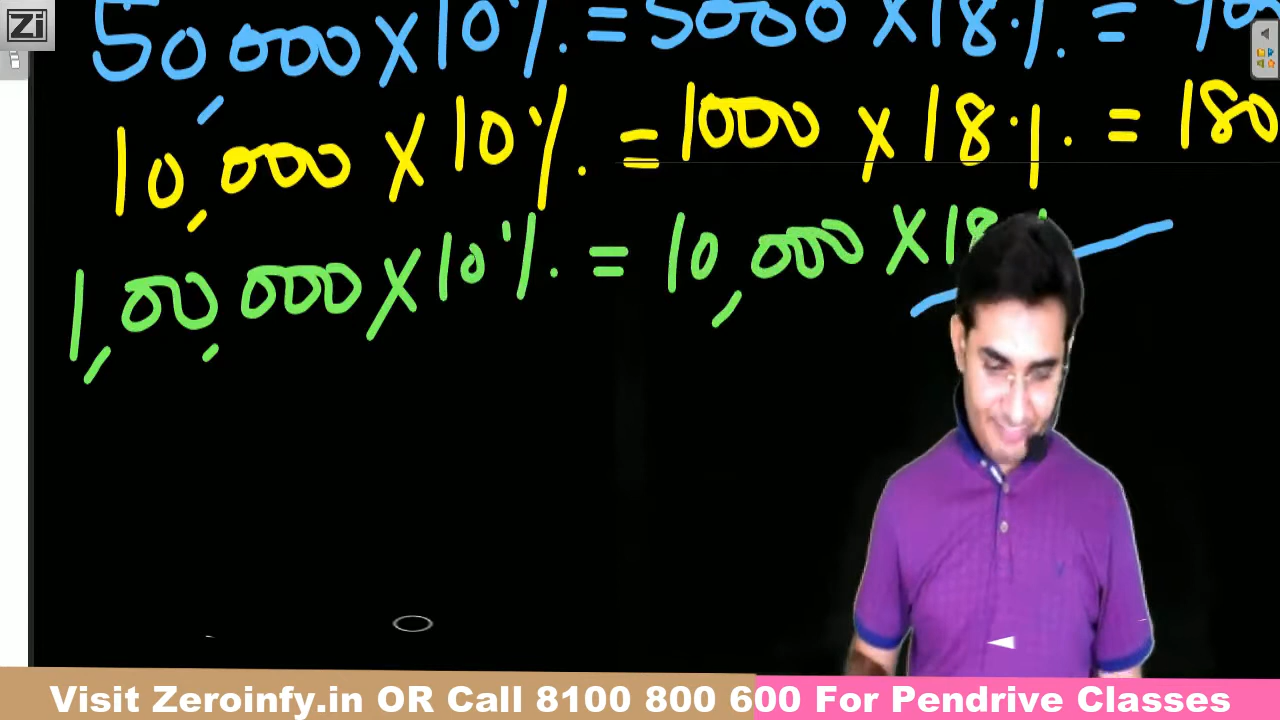 Zi
50,000 X 10%. = 5000 X 18%. = 900
10,000 X 10%. = 1000 X 18%. = 180
1,00,000 X 10%. = 10,000 X 18%
Visit Zeroinfy.in OR Call 8100 800 600 For Pendrive Classes